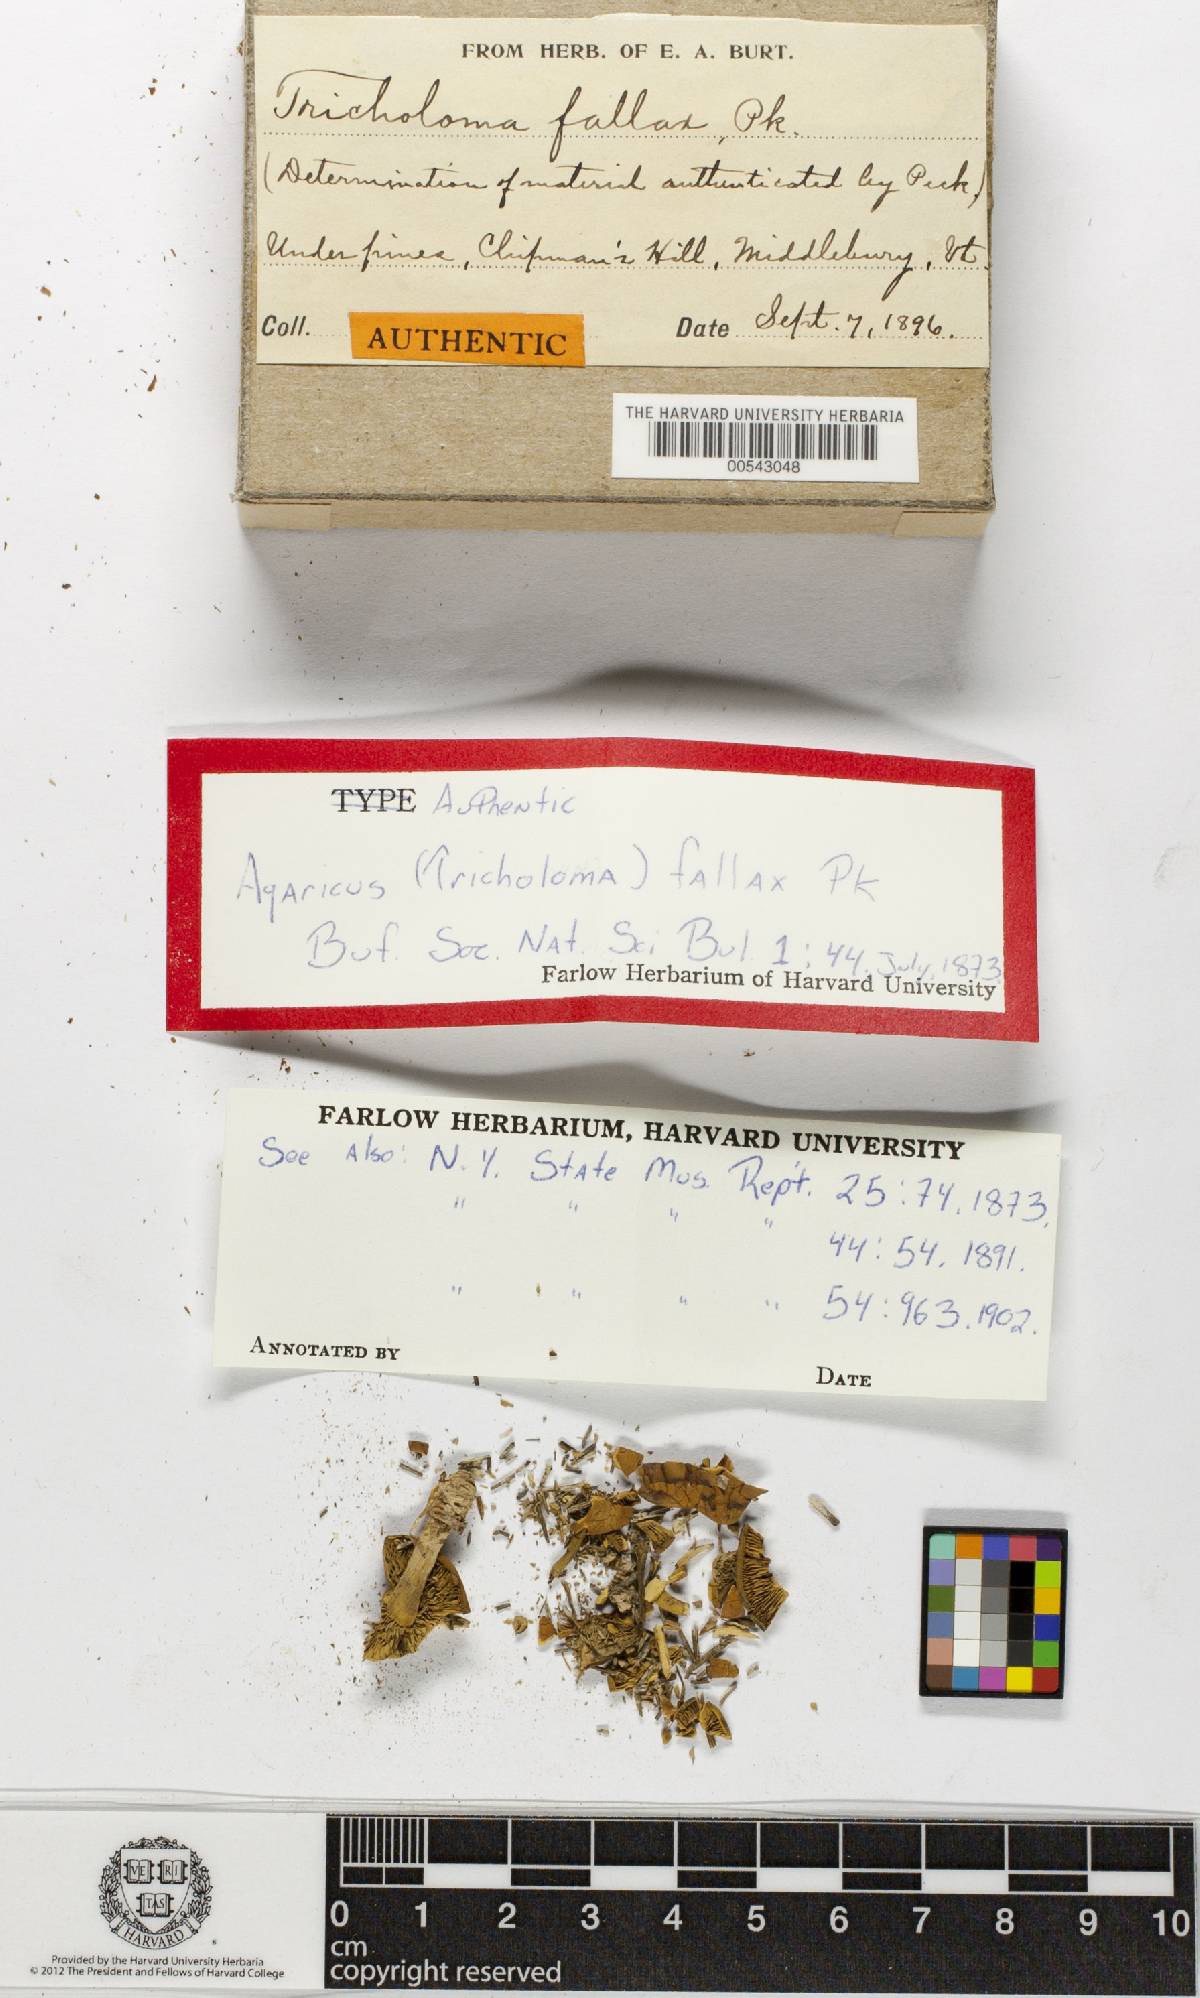 FROM HERB. OF E. A. BURT.
Tricholoma fallax, Pk.
(Determination of material authenticated by Peck.)
Under pines, Chipman's Hill, Middlebury, Vt.
Coll. AUTHENTIC Date Sept. 7, 1896.
THE HARVARD UNIVERSITY HERBARIA
00543048
TYPE Authentic
Agaricus (Tricholoma) fallax Pk
Buf. Soc. Nat. Sci Bul 1: 44. July, 1873
Farlow Herbarium of Harvard University
FARLOW HERBARIUM, HARVARD UNIVERSITY
See also: N.Y. State Mus. Rept. 25:74. 1873.
" " " " 44:54. 1891.
" " " " 54:963. 1902.
ANNOTATED BY
DATE
VE RI
TAS
HARVARD
Provided by the Harvard University Herbaria
© 2012 The President and Fellows of Harvard College
0 1 2 3 4 5 6 7 8 9 10
cm
copyright reserved